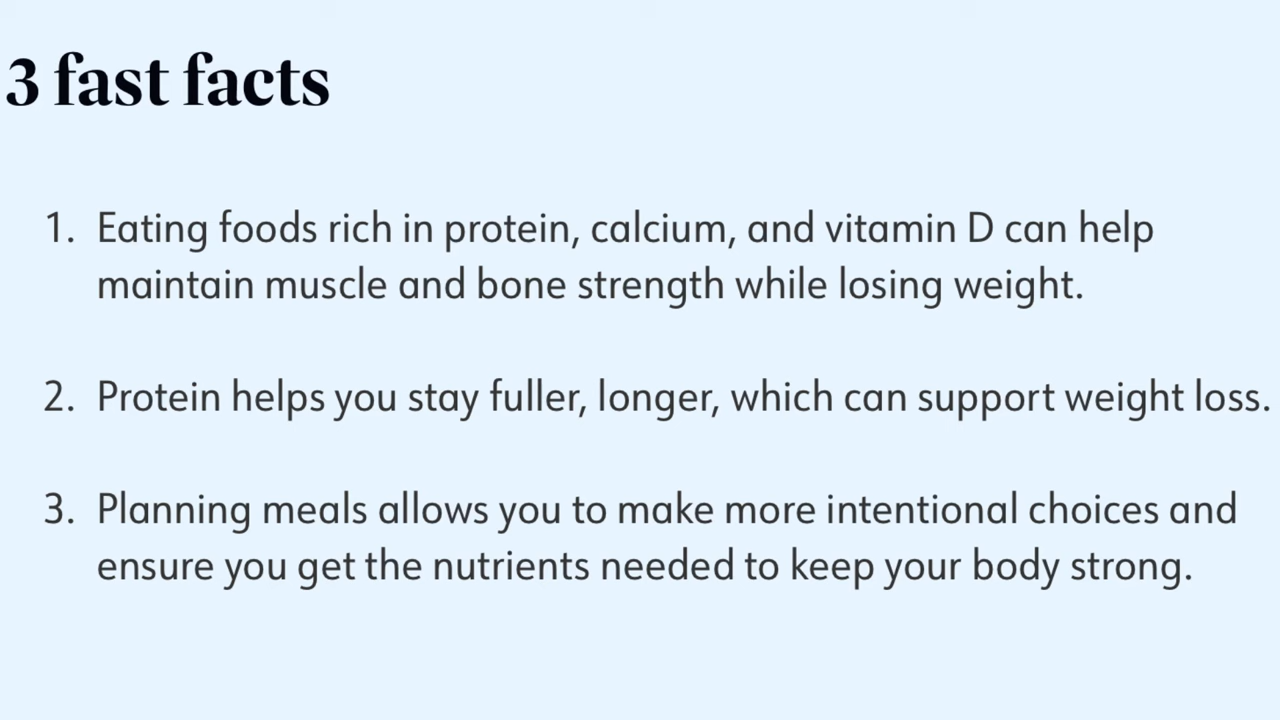 3 fast facts
1. Eating foods rich in protein, calcium, and vitamin D can help
maintain muscle and bone strength while losing weight.
2. Protein helps you stay fuller, longer, which can support weight loss.
3. Planning meals allows you to make more intentional choices and
ensure you get the nutrients needed to keep your body strong.